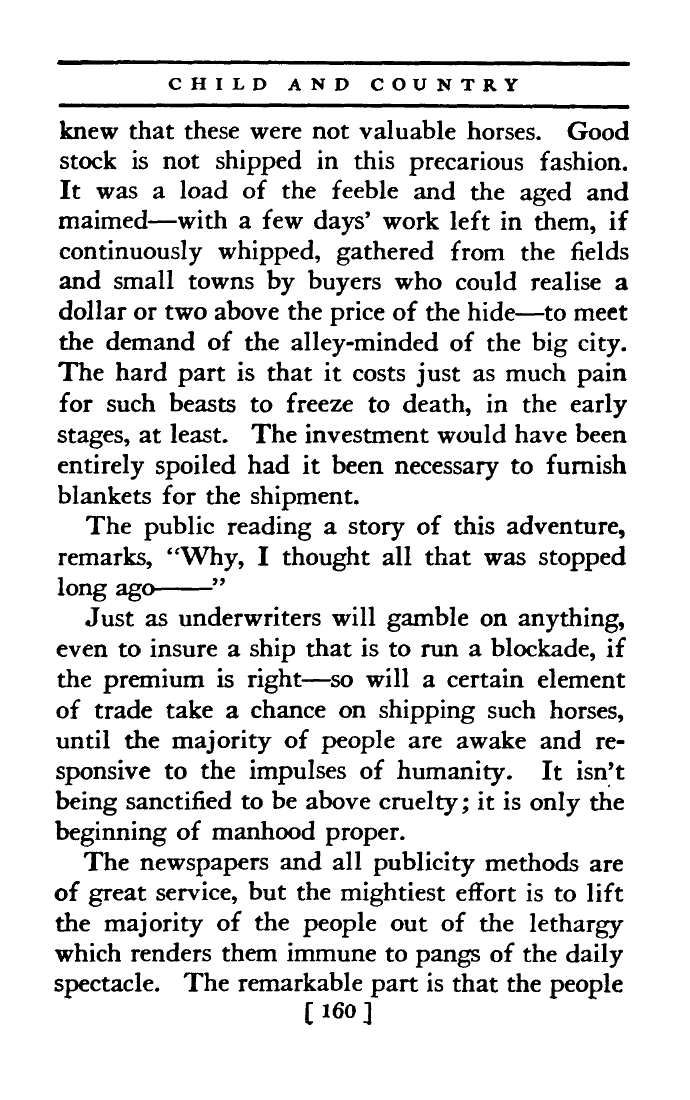 CHILD AND COUNTRY
knew that these were not valuable horses. Good
stock is not shipped in this precarious fashion.
It was a load of the feeble and the aged and
maimed—with a few days’ work left in them, if
continuously whipped, gathered from the fields
and small towns by buyers who could realise a
dollar or two above the price of the hide—to meet
the demand of the alley-minded of the big city.
The hard part is that it costs just as much pain
for such beasts to freeze to death, in the early
stages, at least. The investment would have been
entirely spoiled had it been necessary to furnish
blankets for the shipment.
The public reading a story of this adventure,
remarks, “Why, I thought all that was stopped
long ago——”
Just as underwriters will gamble on anything,
even to insure a ship that is to run a blockade, if
the premium is right—so will a certain element
of trade take a chance on shipping such horses,
until the majority of people are awake and re-
sponsive to the impulses of humanity. It isn’t
being sanctified to be above cruelty; it is only the
beginning of manhood proper.
The newspapers and all publicity methods are
of great service, but the mightiest effort is to lift
the majority of the people out of the lethargy
which renders them immune to pangs of the daily
spectacle. The remarkable part is that the people
[ 160 ]